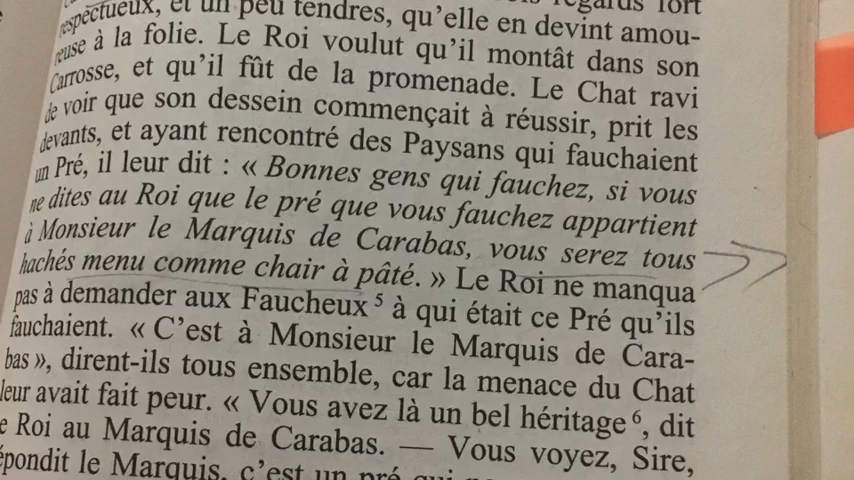 regards fort
respectueux, et un peu tendres, qu'elle en devint amou-
reuse à la folie. Le Roi voulut qu'il montât dans son
Carrosse, et qu'il fût de la promenade. Le Chat ravi
de voir que son dessein commençait à réussir, prit les
devants, et ayant rencontré des Paysans qui fauchaient
un Pré, il leur dit : « Bonnes gens qui fauchez, si vous
ne dites au Roi que le pré que vous fauchez appartient
à Monsieur le Marquis de Carabas, vous serez tous
hachés menu comme chair à pâté. » Le Roi ne manqua
pas à demander aux Faucheux 5 à qui était ce Pré qu'ils
fauchaient. « C'est à Monsieur le Marquis de Cara-
bas », dirent-ils tous ensemble, car la menace du Chat
leur avait fait peur. « Vous avez là un bel héritage 6, dit
e Roi au Marquis de Carabas. — Vous voyez, Sire,
épondit le Marquis, c'est un pré qui